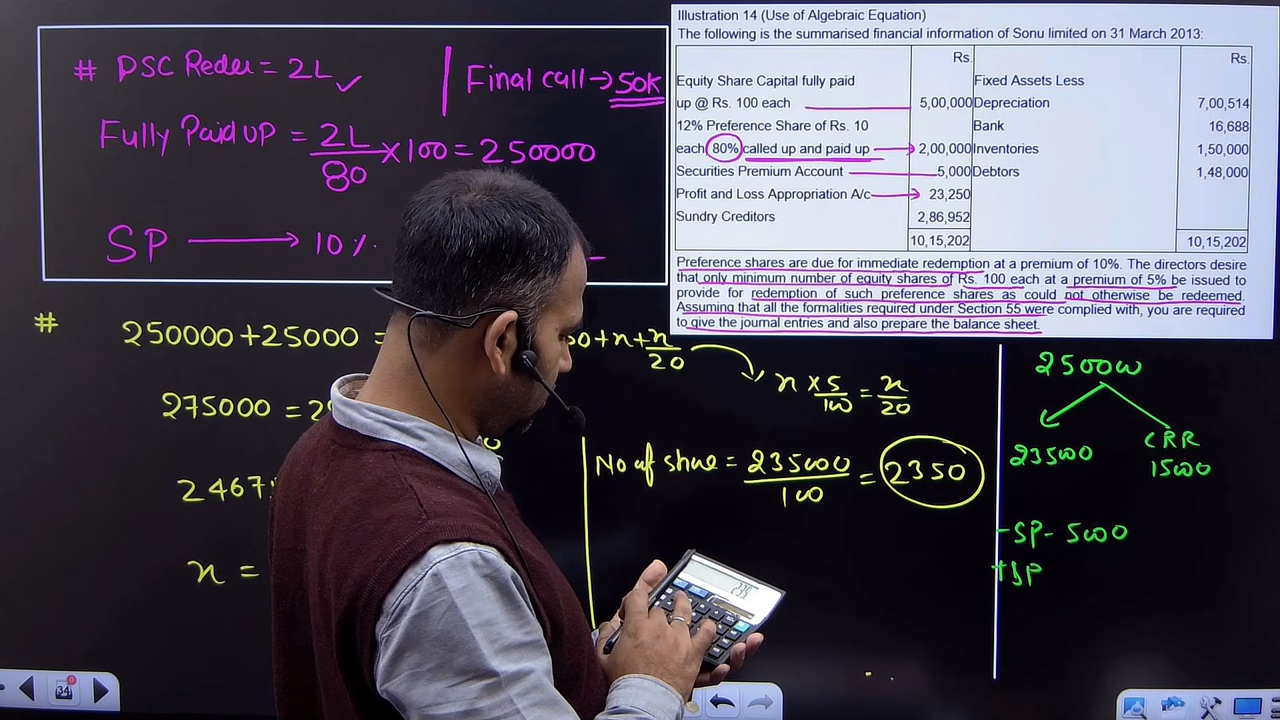 # PSC Redem = 2L
Final call → 50K
Fully Paid up = 2L/80 × 100 = 250000
SP → 10%
Illustration 14 (Use of Algebraic Equation)
The following is the summarised financial information of Sonu limited on 31 March 2013:
Rs. Rs.
Equity Share Capital fully paid Fixed Assets Less
up @ Rs. 100 each 5,00,000 Depreciation 7,00,514
12% Preference Share of Rs. 10 Bank 16,688
each 80% called up and paid up 2,00,000 Inventories 1,50,000
Securities Premium Account 5,000 Debtors 1,48,000
Profit and Loss Appropriation A/c 23,250
Sundry Creditors 2,86,952
10,15,202 10,15,202
Preference shares are due for immediate redemption at a premium of 10%. The directors desire
that only minimum number of equity shares of Rs. 100 each at a premium of 5% be issued to
provide for redemption of such preference shares as could not otherwise be redeemed.
Assuming that all the formalities required under Section 55 were complied with, you are required
to give the journal entries and also prepare the balance sheet.
# 250000 + 25000 =
0 + x + x/20
x × 5/100 = x/20
275000 = 2
2467
x =
No of share = 235000/100 = 2350
250000
23500
CRR
1500
- SP - 5000
+ SP
34